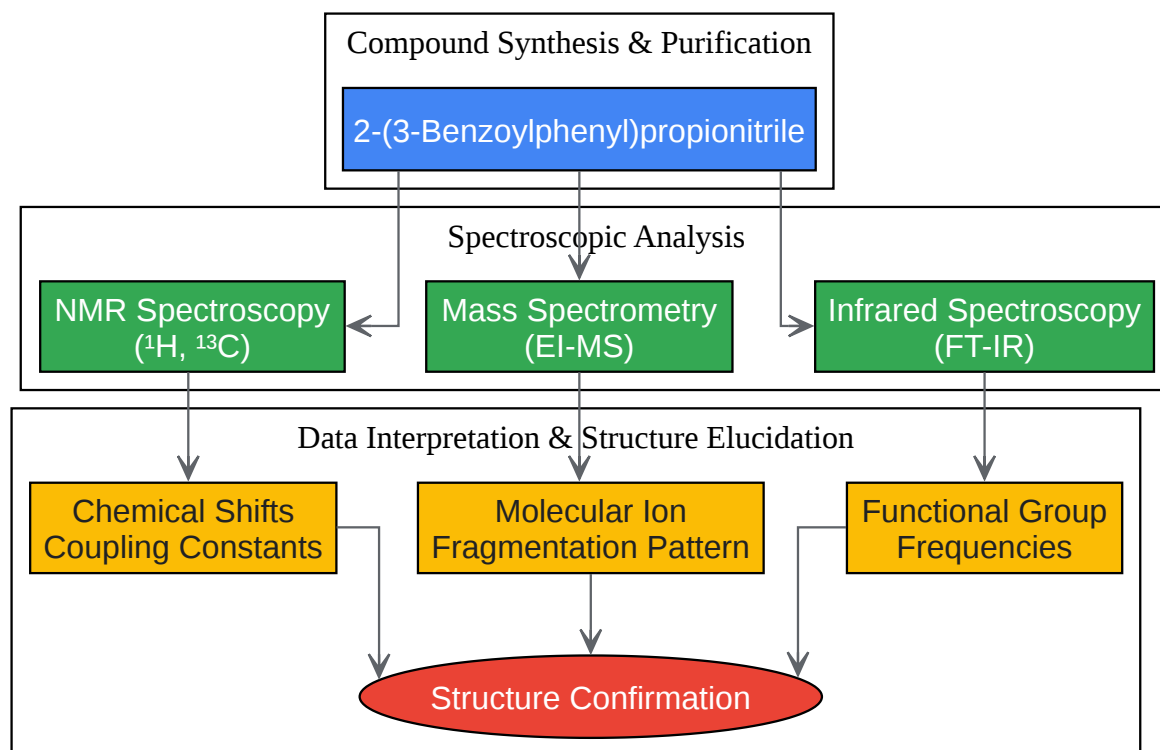 Compound Synthesis & Purification
2-(3-Benzoylphenyl)propionitrile
Spectroscopic Analysis
NMR Spectroscopy
(¹H, ¹³C)
Mass Spectrometry
(EI-MS)
Infrared Spectroscopy
(FT-IR)
Data Interpretation & Structure Elucidation
Chemical Shifts
Coupling Constants
Molecular Ion
Fragmentation Pattern
Functional Group
Frequencies
Structure Confirmation